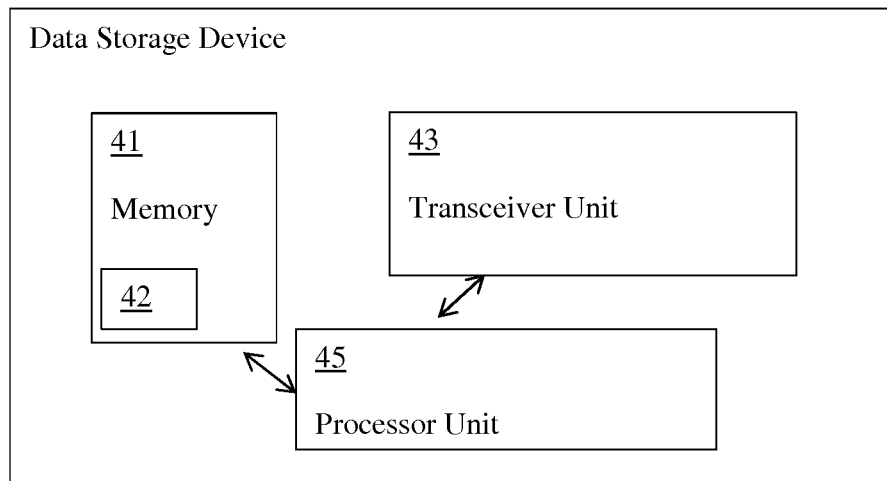 Data Storage Device
41
Memory
42
43
Transceiver Unit
45
Processor Unit